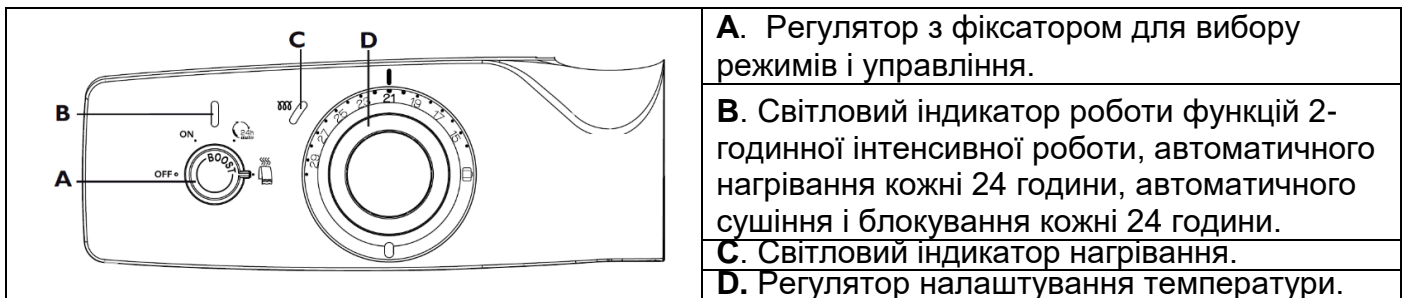 C
D
B
A
ON
24h
BOOST
OFF
29
27
25
23
21
19
17
15
A. Регулятор з фіксатором для вибору
режимів і управління.
B. Світловий індикатор роботи функцій 2-
годинної інтенсивної роботи, автоматичного
нагрівання кожні 24 години, автоматичного
сушіння і блокування кожні 24 години.
C. Світловий індикатор нагрівання.
D. Регулятор налаштування температури.